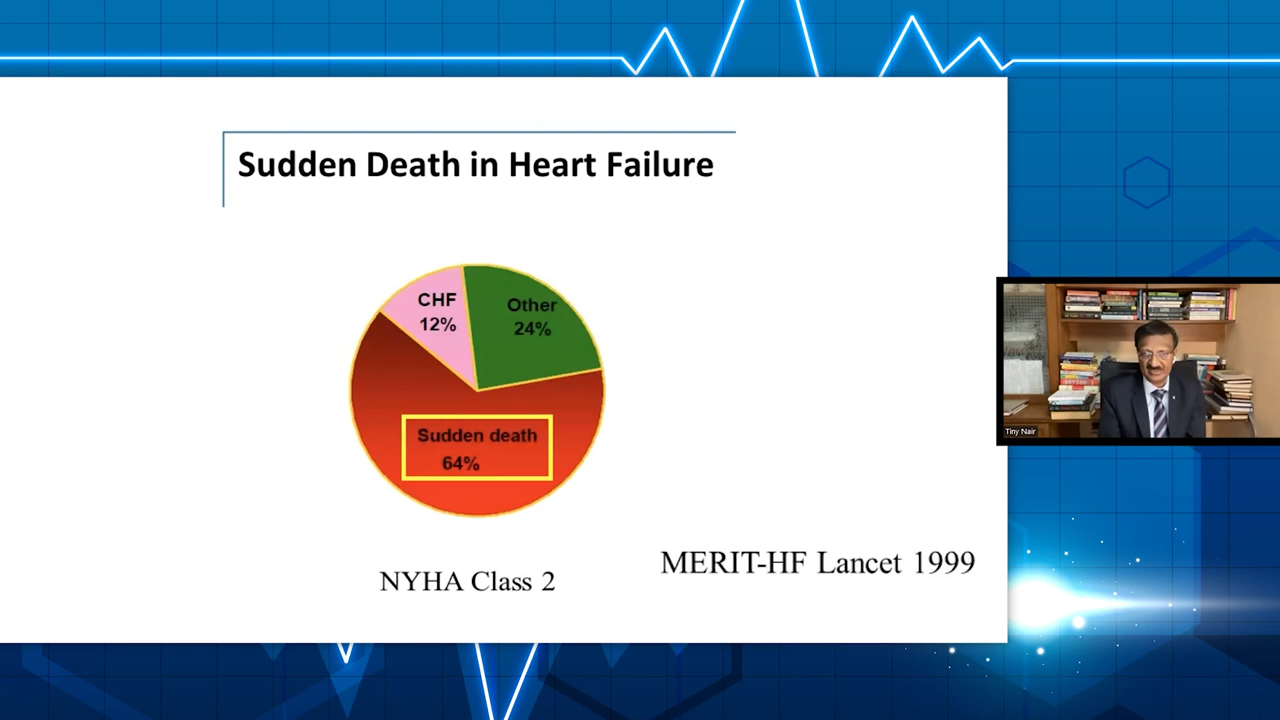 Sudden Death in Heart Failure
CHF
12%
Other
24%
Sudden death
64%
NYHA Class 2
MERIT-HF Lancet 1999
Tiny Nair